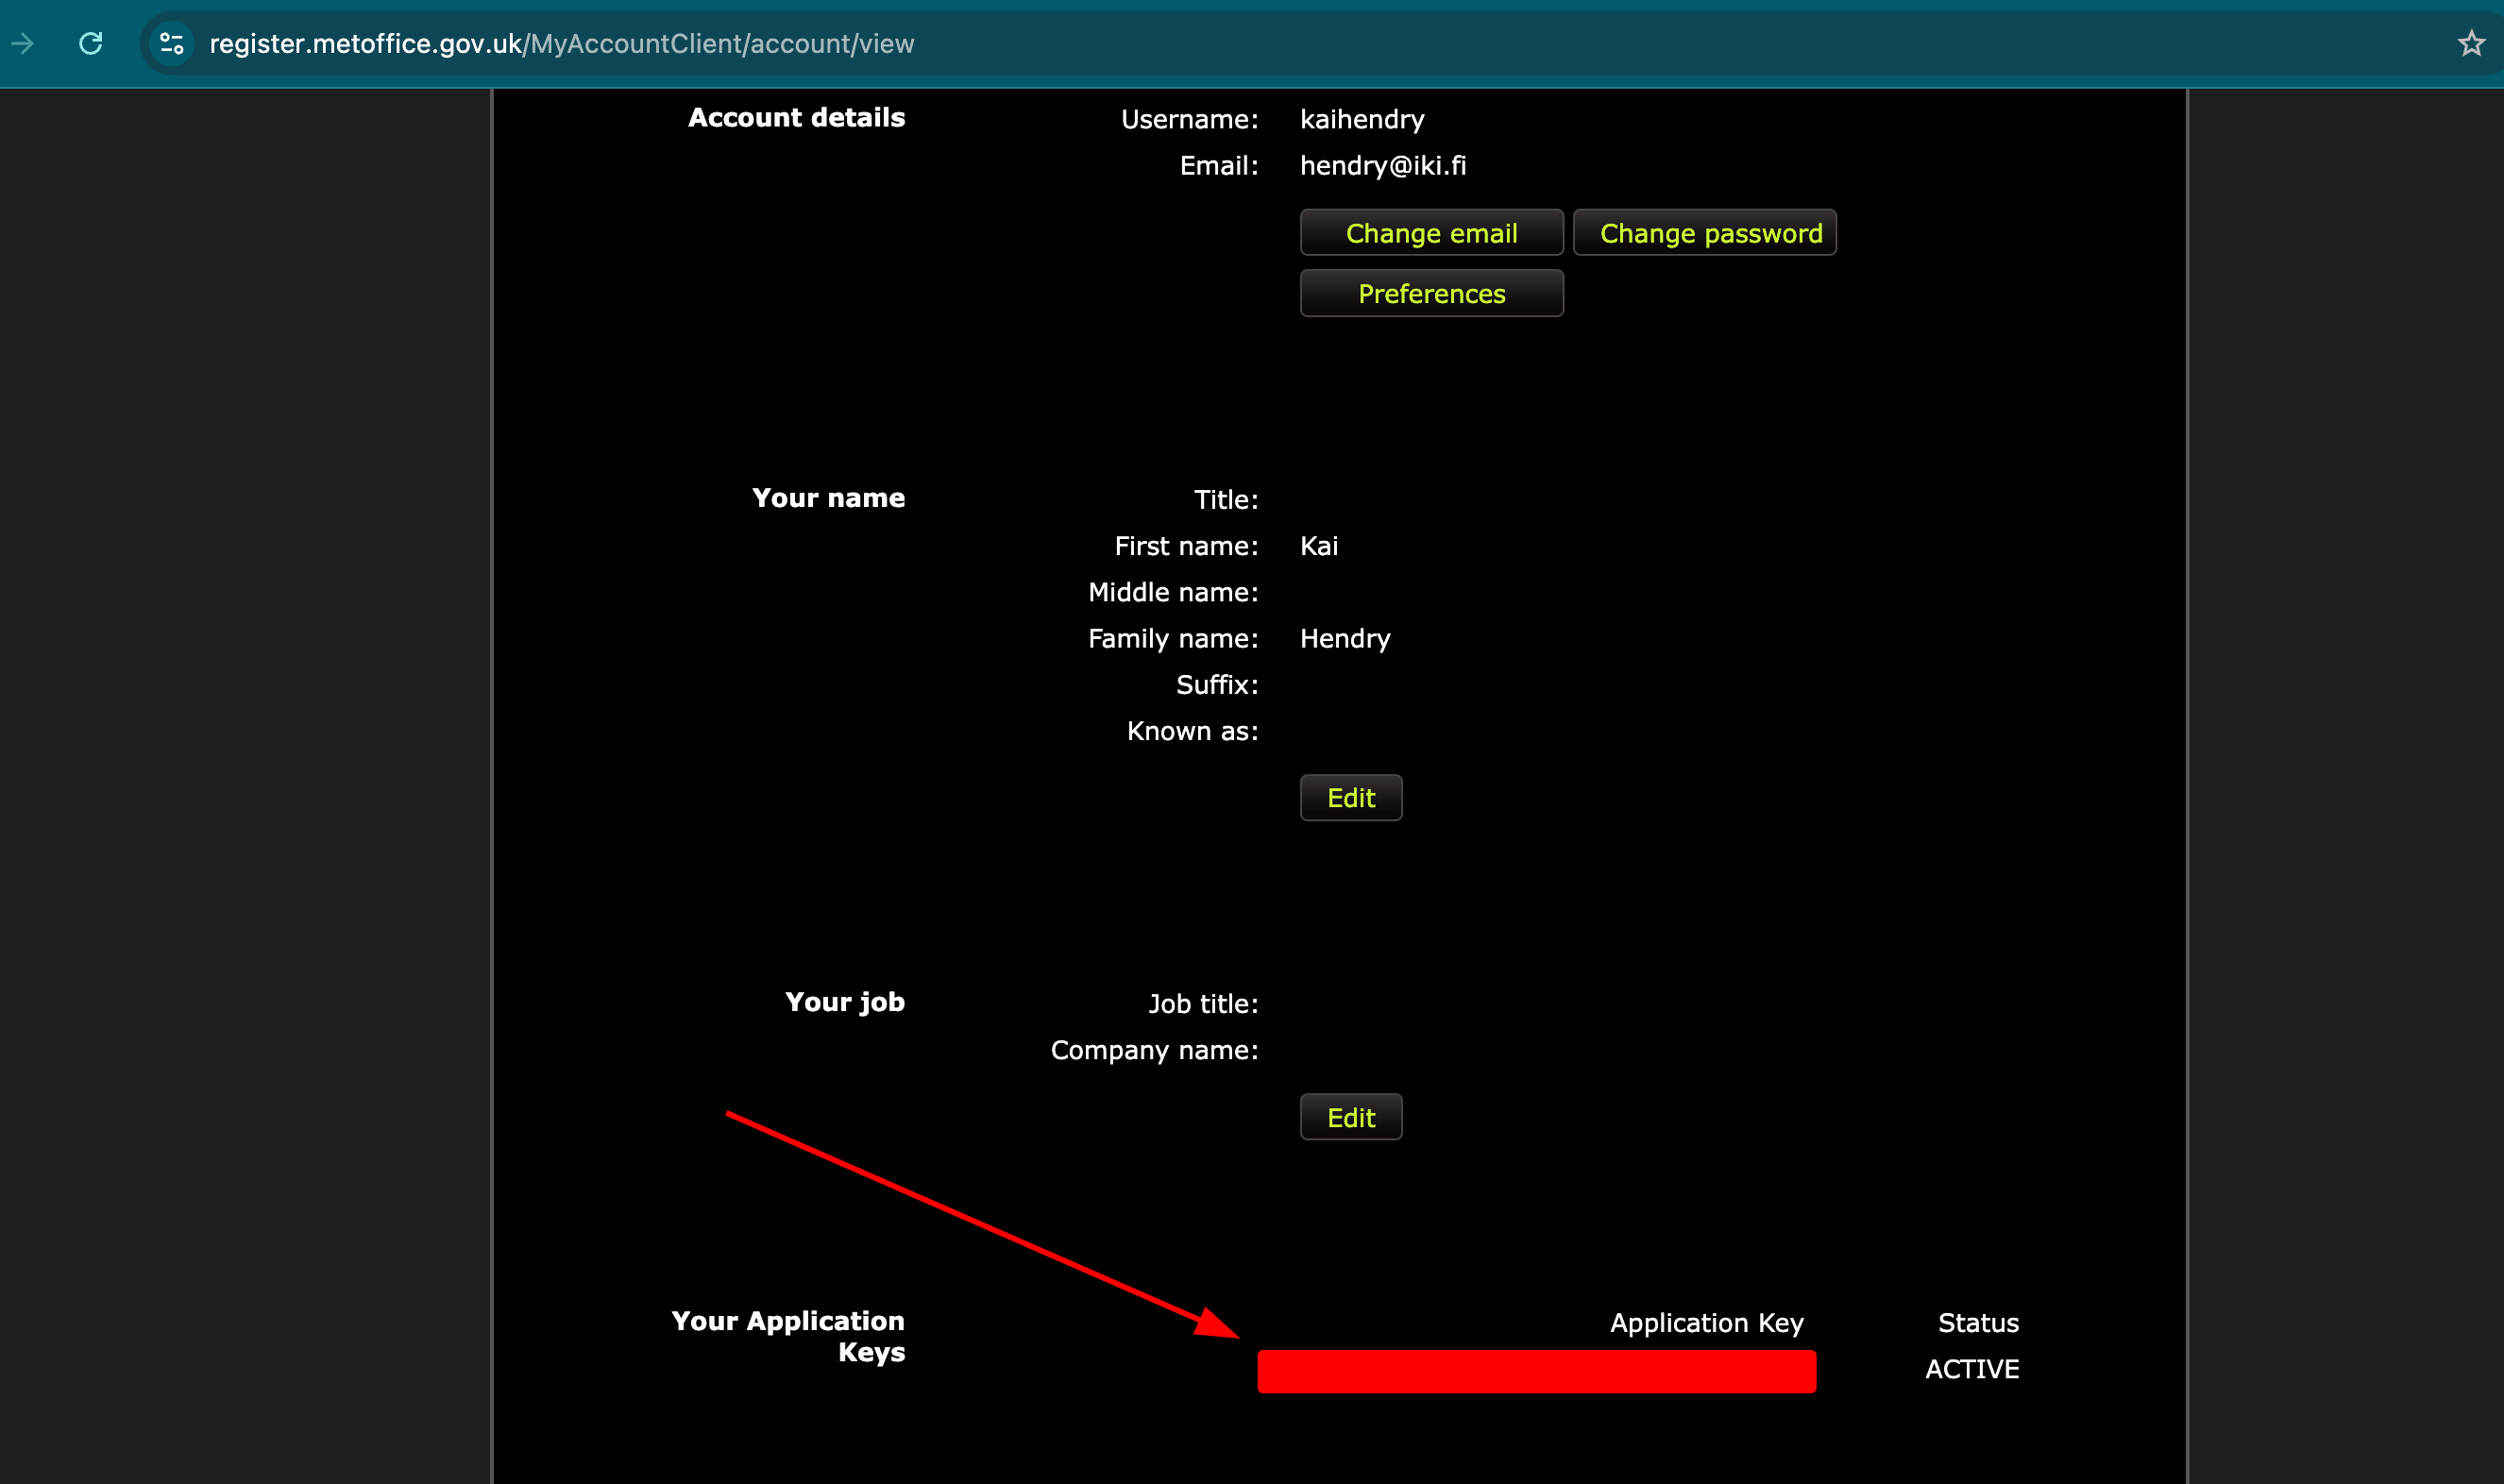 register.metoffice.gov.uk/MyAccountClient/account/view
Account details
Username: kaihendry
Email: hendry@iki.fi
Change email Change password
Preferences
Your name
Title:
First name: Kai
Middle name:
Family name: Hendry
Suffix:
Known as:
Edit
Your job
Job title:
Company name:
Edit
Your Application
Keys
Application Key Status
ACTIVE